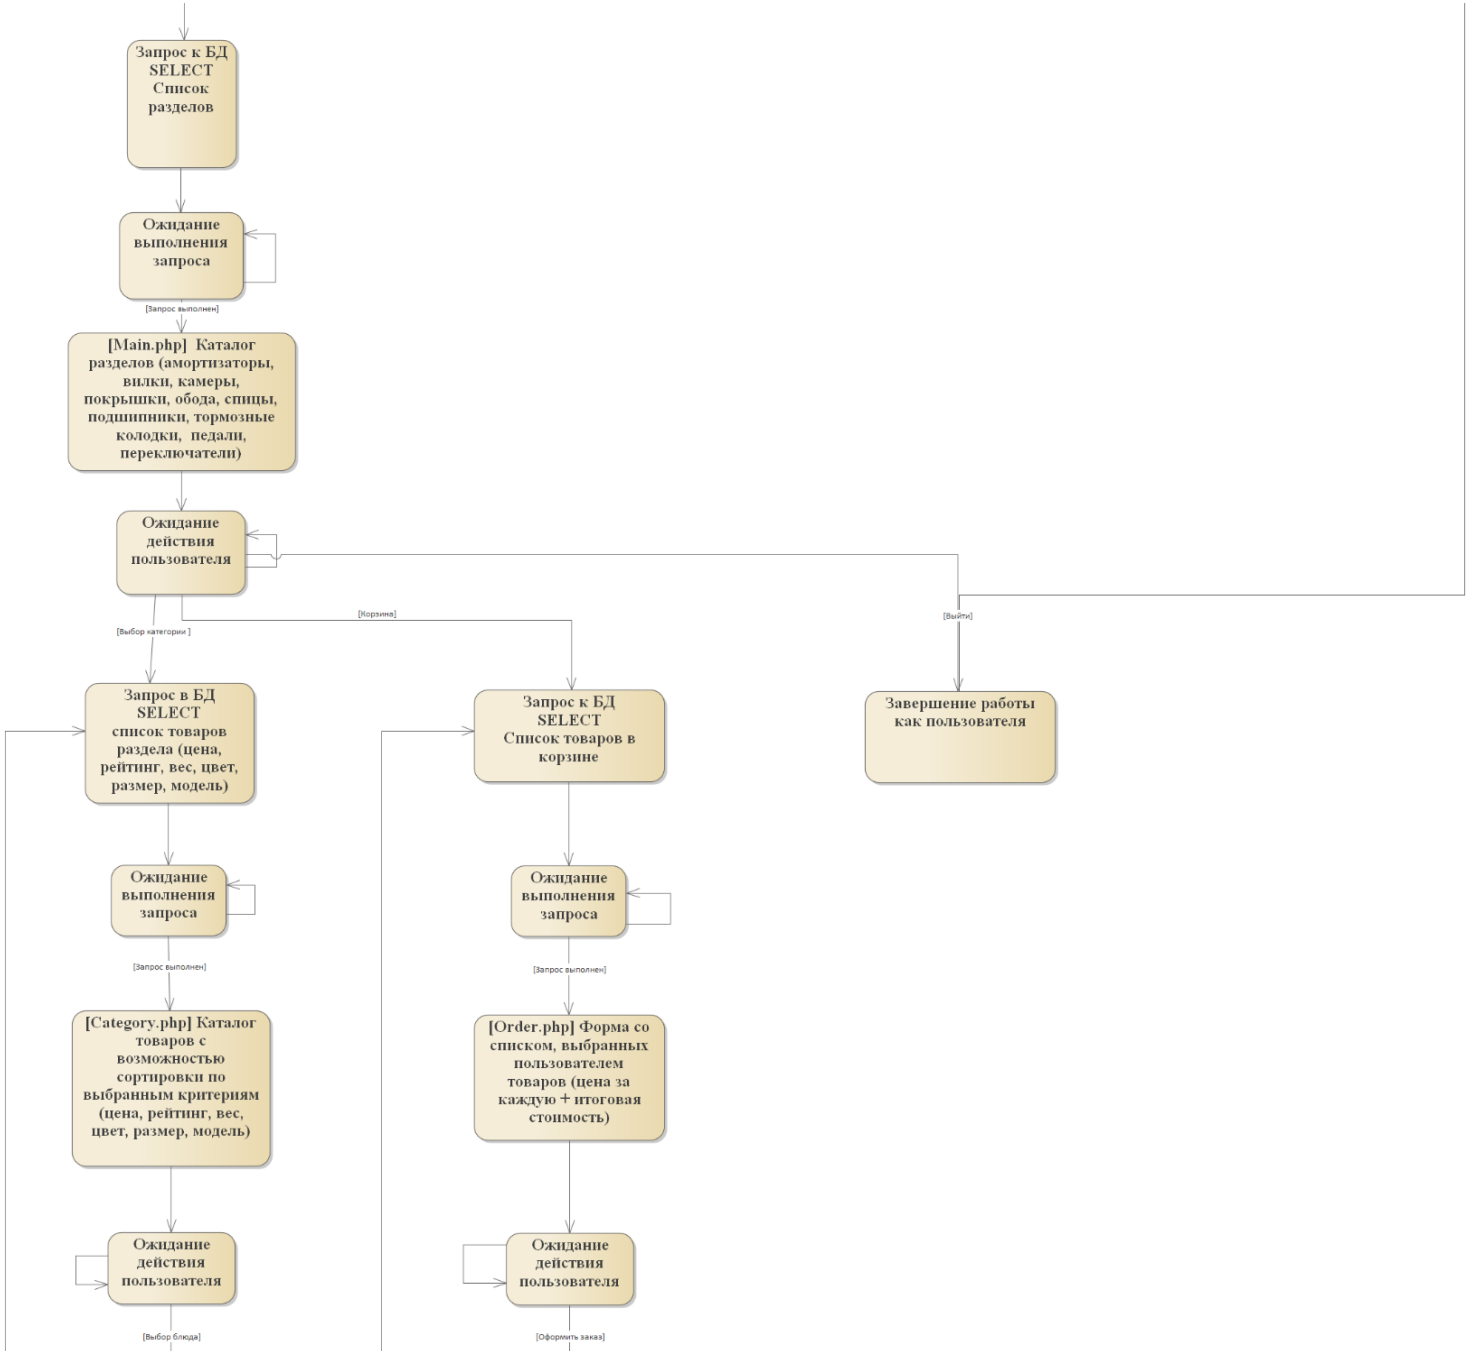 Запрос к БД
SELECT
Список
разделов
Ожидание
выполнения
запроса
[Запрос выполнен]
[Main.php]  Каталог
разделов (амортизаторы,
вилки, камеры,
покрышки, обода, спицы,
подшипники, тормозные
колодки,  педали,
переключатели)
Ожидание
действия
пользователя
[Выбор категории ]
[Корзина]
[Выйти]
Запрос в БД
SELECT
список товаров
раздела (цена,
рейтинг, вес, цвет,
размер, модель)
Запрос к БД
SELECT
Список товаров в
корзине
Завершение работы
как пользователя
Ожидание
выполнения
запроса
Ожидание
выполнения
запроса
[Запрос выполнен]
[Запрос выполнен]
[Category.php] Каталог
товаров с
возможностью
сортировки по
выбранным критериям
(цена, рейтинг, вес,
цвет, размер, модель)
[Order.php] Форма со
списком, выбранных
пользователем
товаров (цена за
каждую + итоговая
стоимость)
Ожидание
действия
пользователя
Ожидание
действия
пользователя
[Выбор блюда]
[Оформить заказ]